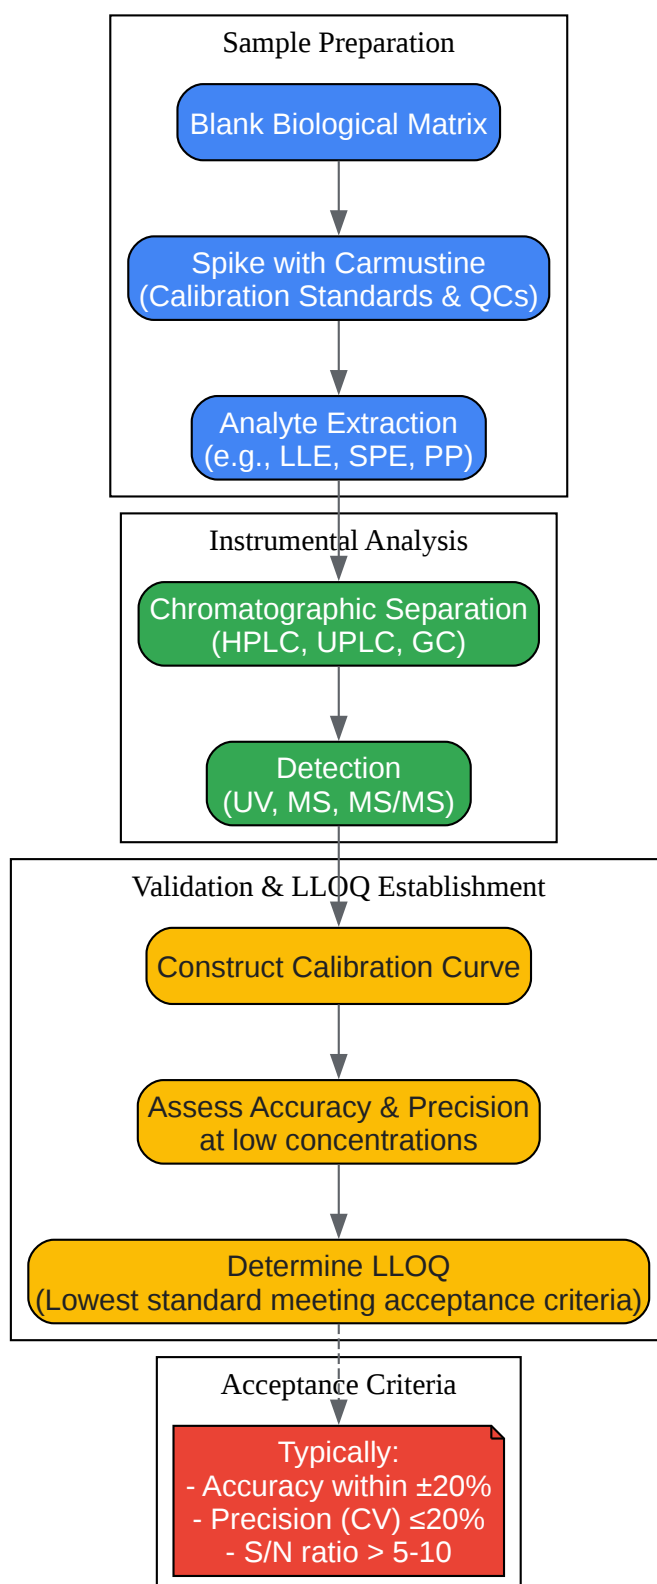 Sample Preparation
Blank Biological Matrix
Spike with Carmustine
(Calibration Standards & QCs)
Analyte Extraction
(e.g., LLE, SPE, PP)
Instrumental Analysis
Chromatographic Separation
(HPLC, UPLC, GC)
Detection
(UV, MS, MS/MS)
Validation & LLOQ Establishment
Construct Calibration Curve
Assess Accuracy & Precision
at low concentrations
Determine LLOQ
(Lowest standard meeting acceptance criteria)
Acceptance Criteria
Typically:
- Accuracy within ±20%
- Precision (CV) ≤20%
- S/N ratio > 5-10